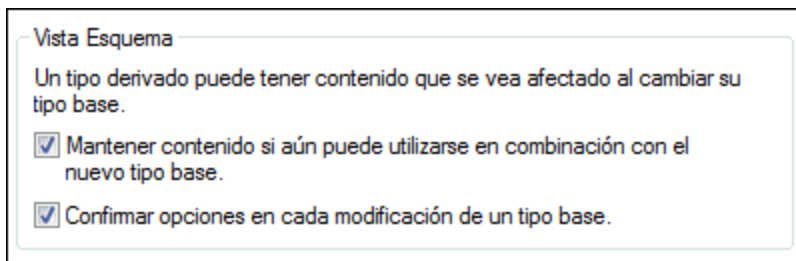 Vista Esquema
Un tipo derivado puede tener contenido que se vea afectado al cambiar su
tipo base.
Mantener contenido si aún puede utilizarse en combinación con el
nuevo tipo base.
Confirmar opciones en cada modificación de un tipo base.